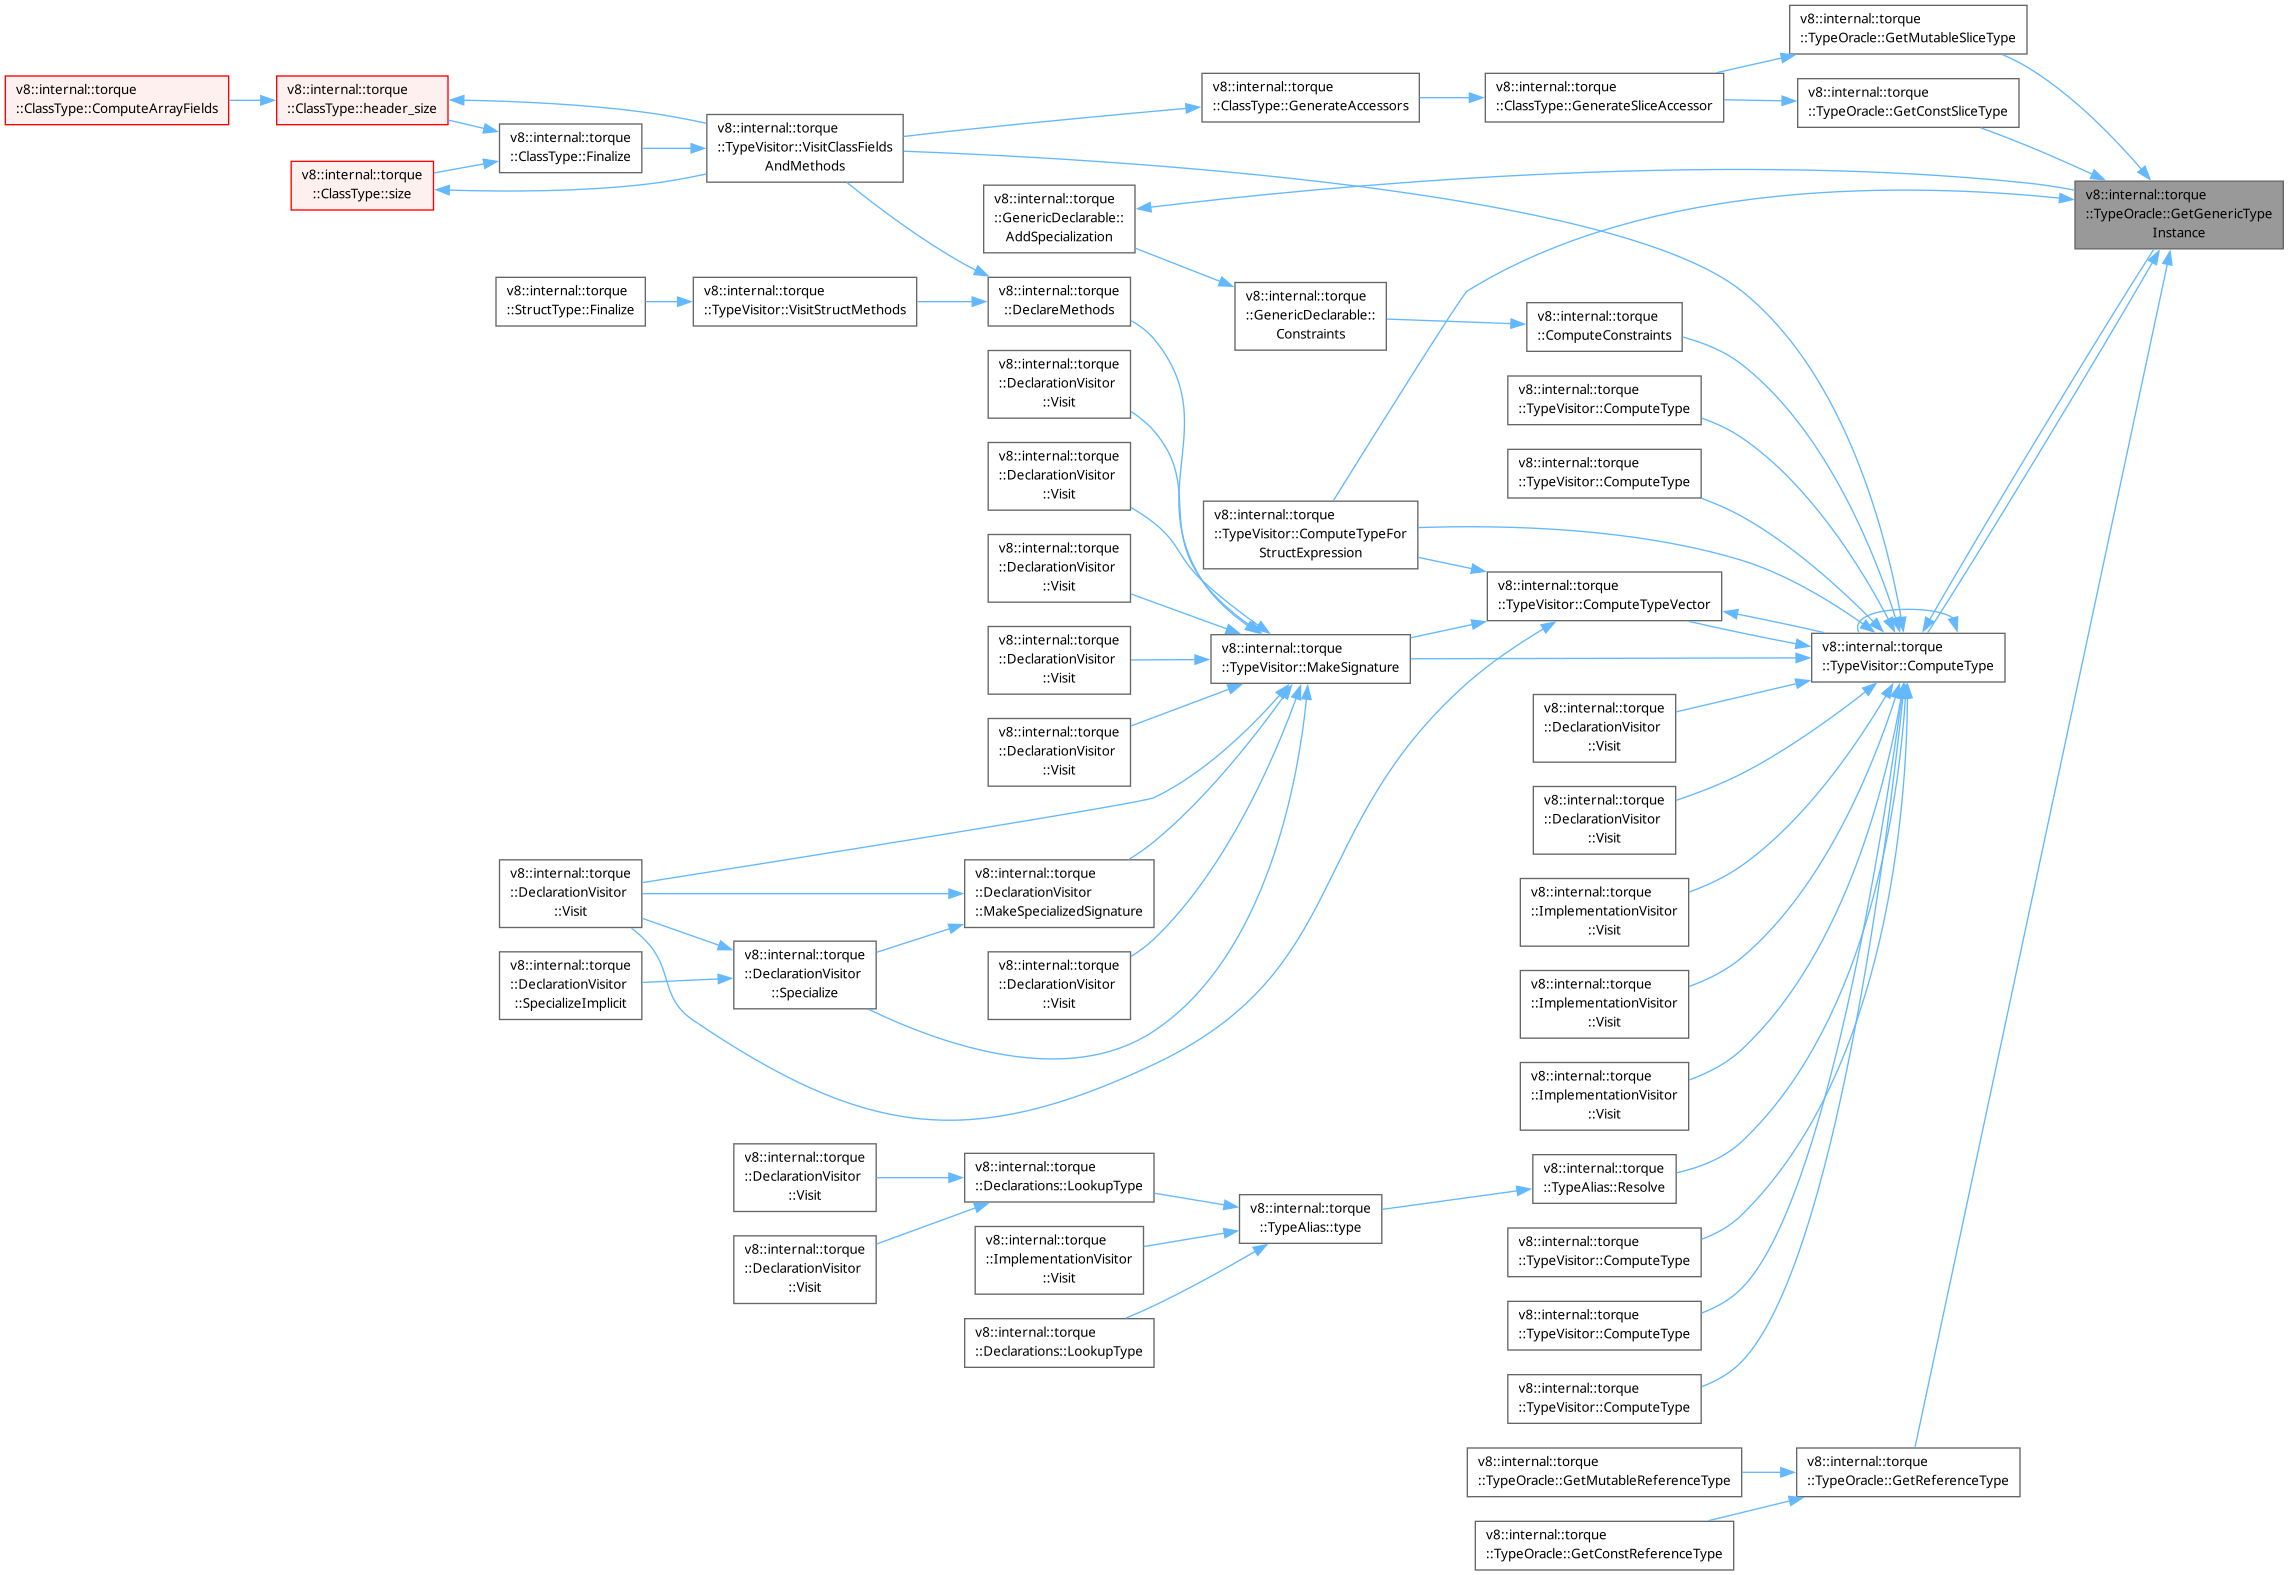 v8::internal::torque
::TypeOracle::GetMutableSliceType
v8::internal::torque
::ClassType::ComputeArrayFields
v8::internal::torque
::ClassType::header_size
v8::internal::torque
::ClassType::GenerateAccessors
v8::internal::torque
::ClassType::GenerateSliceAccessor
v8::internal::torque
::TypeOracle::GetConstSliceType
v8::internal::torque
::ClassType::Finalize
v8::internal::torque
::TypeVisitor::VisitClassFields
AndMethods
v8::internal::torque
::ClassType::size
v8::internal::torque
::GenericDeclarable::
AddSpecialization
v8::internal::torque
::TypeOracle::GetGenericType
Instance
v8::internal::torque
::StructType::Finalize
v8::internal::torque
::TypeVisitor::VisitStructMethods
v8::internal::torque
::DeclareMethods
v8::internal::torque
::GenericDeclarable::
Constraints
v8::internal::torque
::ComputeConstraints
v8::internal::torque
::DeclarationVisitor
::Visit
v8::internal::torque
::TypeVisitor::ComputeType
v8::internal::torque
::DeclarationVisitor
::Visit
v8::internal::torque
::TypeVisitor::ComputeType
v8::internal::torque
::TypeVisitor::ComputeTypeFor
StructExpression
v8::internal::torque
::DeclarationVisitor
::Visit
v8::internal::torque
::TypeVisitor::ComputeTypeVector
v8::internal::torque
::DeclarationVisitor
::Visit
v8::internal::torque
::TypeVisitor::MakeSignature
v8::internal::torque
::TypeVisitor::ComputeType
v8::internal::torque
::DeclarationVisitor
::Visit
v8::internal::torque
::DeclarationVisitor
::Visit
v8::internal::torque
::DeclarationVisitor
::Visit
v8::internal::torque
::DeclarationVisitor
::Visit
v8::internal::torque
::DeclarationVisitor
::MakeSpecializedSignature
v8::internal::torque
::ImplementationVisitor
::Visit
v8::internal::torque
::DeclarationVisitor
::SpecializeImplicit
v8::internal::torque
::DeclarationVisitor
::Specialize
v8::internal::torque
::DeclarationVisitor
::Visit
v8::internal::torque
::ImplementationVisitor
::Visit
v8::internal::torque
::ImplementationVisitor
::Visit
v8::internal::torque
::DeclarationVisitor
::Visit
v8::internal::torque
::Declarations::LookupType
v8::internal::torque
::TypeAlias::type
v8::internal::torque
::TypeAlias::Resolve
v8::internal::torque
::DeclarationVisitor
::Visit
v8::internal::torque
::ImplementationVisitor
::Visit
v8::internal::torque
::TypeVisitor::ComputeType
v8::internal::torque
::Declarations::LookupType
v8::internal::torque
::TypeVisitor::ComputeType
v8::internal::torque
::TypeVisitor::ComputeType
v8::internal::torque
::TypeOracle::GetMutableReferenceType
v8::internal::torque
::TypeOracle::GetReferenceType
v8::internal::torque
::TypeOracle::GetConstReferenceType